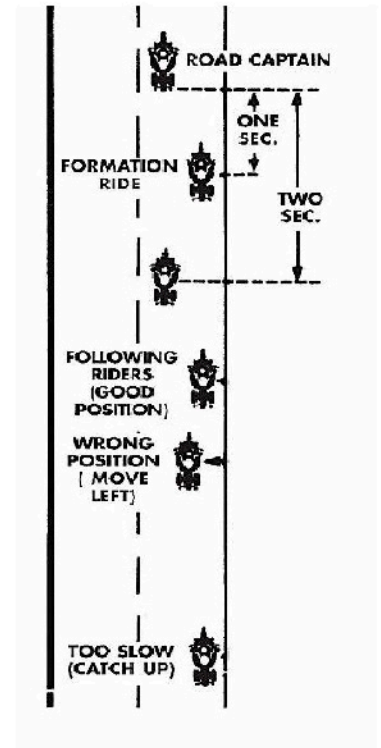 ROAD CAPTAIN
ONE
SEC.
FORMATION
RIDE
TWO
SEC.
FOLLOWING
RIDERS
(GOOD
POSITION)
WRONG
POSITION
( MOVE
LEFT)
TOO SLOW
(CATCH UP)